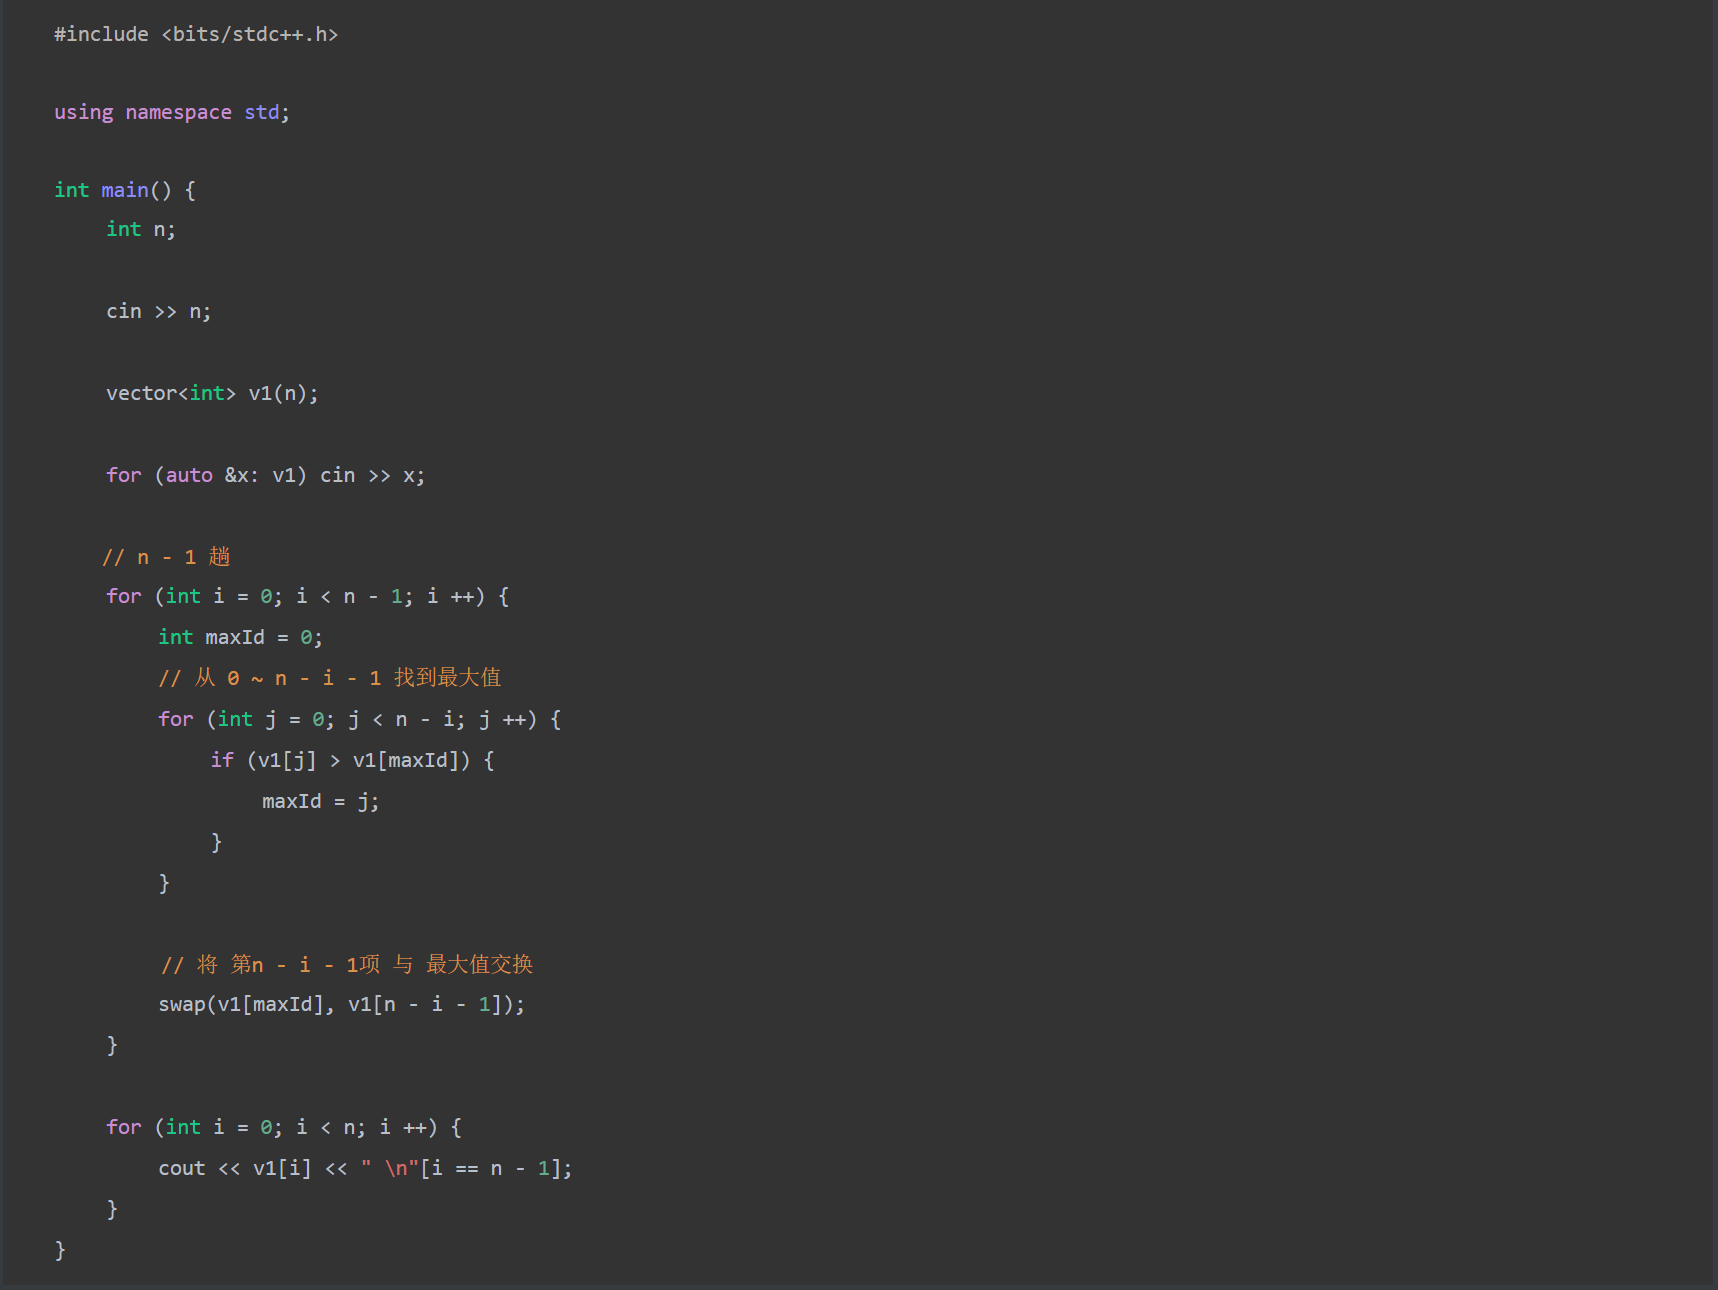 #include <bits/stdc++.h>
using namespace std;
int main() {
int n;
cin >> n;
vector<int> v1(n);
for (auto &x: v1) cin >> x;
// n - 1 趟
for (int i = 0; i < n - 1; i ++) {
int maxId = 0;
// 从 0 ~ n - i - 1 找到最大值
for (int j = 0; j < n - i; j ++) {
if (v1[j] > v1[maxId]) {
maxId = j;
}
}
// 将 第n - i - 1项 与 最大值交换
swap(v1[maxId], v1[n - i - 1]);
}
for (int i = 0; i < n; i ++) {
cout << v1[i] << " \n"[i == n - 1];
}
}